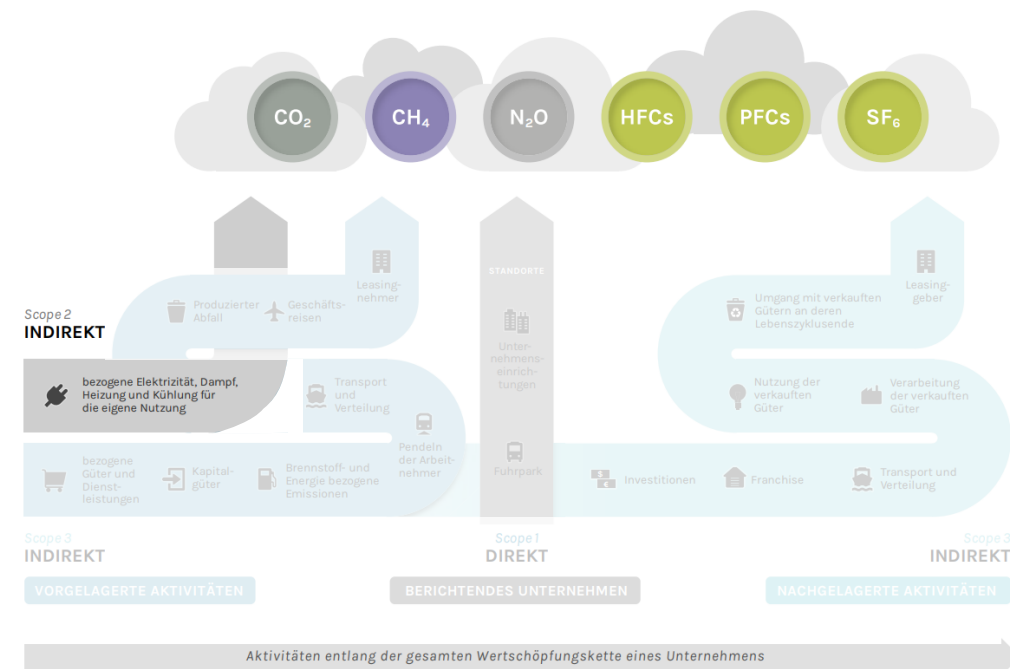 CO₂
CH₄
N₂O
HFCs
PFCs
SF₆
STANDORTE
Leasing-
nehmer
Leasing-
geber
Produzierter
Abfall
Geschäfts-
reisen
Umgang mit verkauften
Gütern an deren
Lebenszyklusende
Scope 2
INDIREKT
Unter-
nehmens-
einrich-
tungen
bezogene Elektrizität, Dampf,
Heizung und Kühlung für
die eigene Nutzung
Transport
und
Verteilung
Nutzung der
verkauften
Güter
Verarbeitung
der verkauften
Güter
Pendeln
der Arbeit-
nehmer
bezogene
Güter und
Dienst-
leistungen
Kapital-
güter
Brennstoff- und
Energie bezogene
Emissionen
Fuhrpark
Investitionen
Franchise
Transport und
Verteilung
Scope 3
INDIREKT
Scope 1
DIREKT
Scope 3
INDIREKT
VORGELAGERTE AKTIVITÄTEN
BERICHTENDES UNTERNEHMEN
NACHGELAGERTE AKTIVITÄTEN
Aktivitäten entlang der gesamten Wertschöpfungskette eines Unternehmens